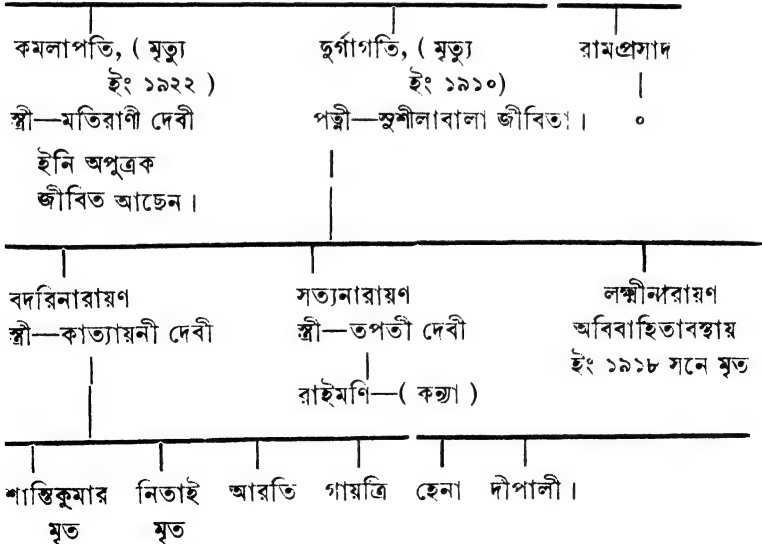 কমলাপতি, ( মৃত্যু দুর্গাগতি, ( মৃত্যু রামপ্রসাদ
ইং ১৯২২ ) ইং ১৯১০)
স্ত্রী—মতিরাণী দেবী পত্নী—সুশীলাবালা জীবিতা। ০
ইনি অপুত্রক
জীবিত আছেন।
বদরিনারায়ণ সত্যনারায়ণ লক্ষ্মীনারায়ণ
স্ত্রী—কাত্যায়নী দেবী স্ত্রী—তপতী দেবী অবিবাহিতাবস্থায়
ইং ১৯১৮ সনে মৃত
রাইমণি—( কন্যা )
শান্তিকুমার নিতাই আরতি গায়ত্রি হেনা দীপালী।
মৃত মৃত